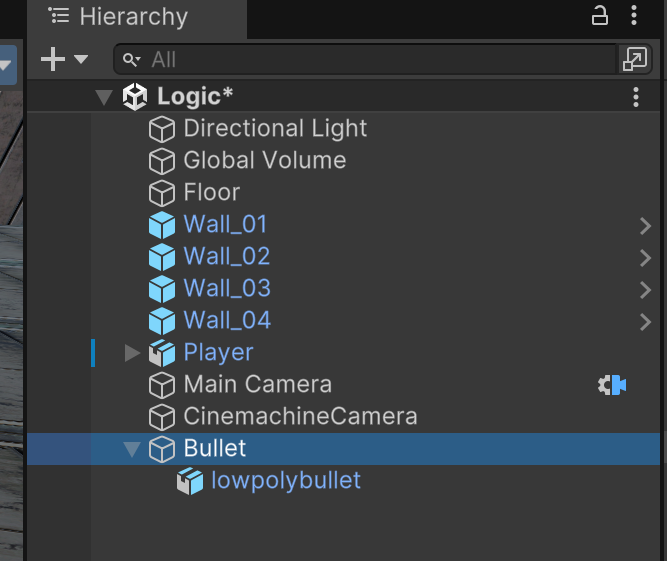 Hierarchy
All
Logic*
Directional Light
Global Volume
Floor
Wall_01
Wall_02
Wall_03
Wall_04
Player
Main Camera
CinemachineCamera
Bullet
lowpolybullet